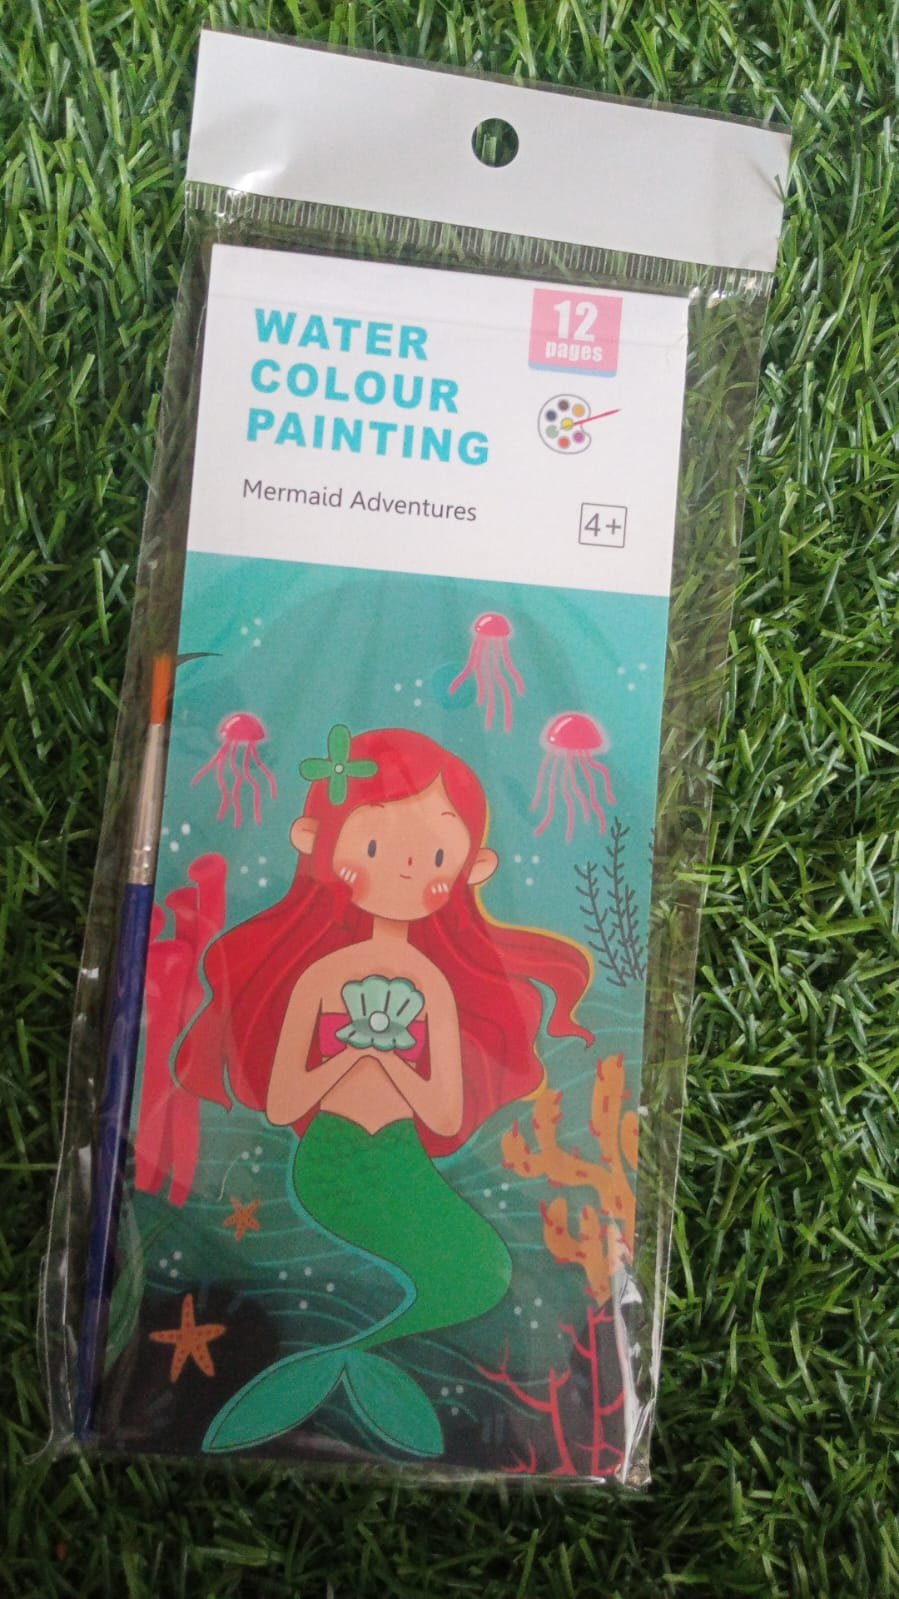 WATER
COLOUR
PAINTING
12
pages
Mermaid Adventures
4+